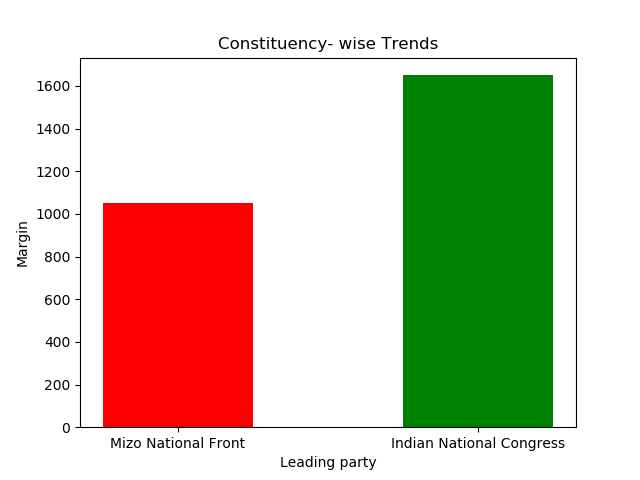 Constituency- wise Trends
1600
1400
1200
1000
800
600
400
200
0
Margin
Mizo National Front
Indian National Congress
Leading party